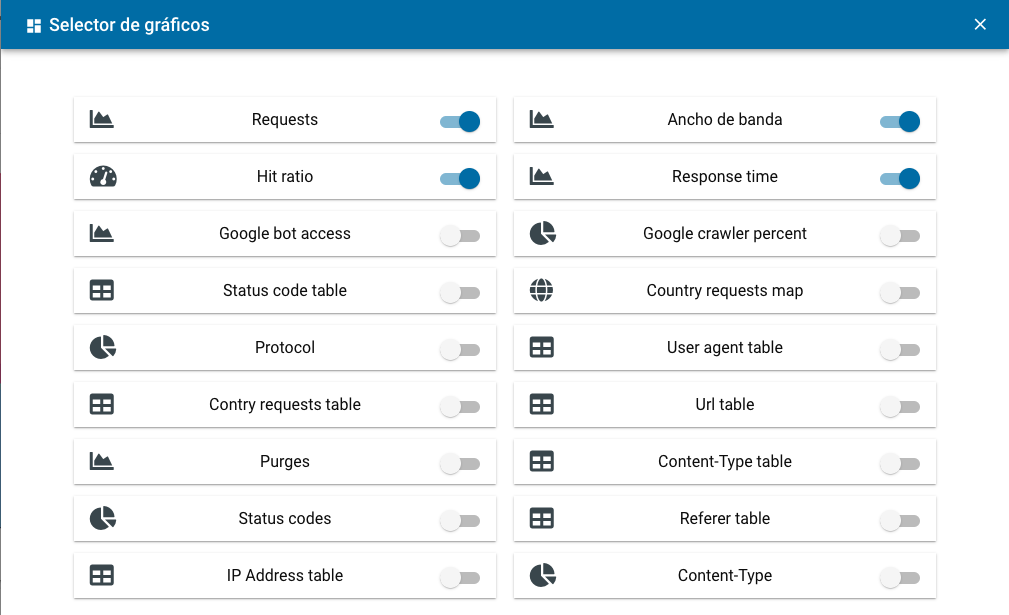 Selector de gráficos
Requests
Ancho de banda
Hit ratio
Response time
Google bot access
Google crawler percent
Status code table
Country requests map
Protocol
User agent table
Contry requests table
Url table
Purges
Content-Type table
Status codes
Referer table
IP Address table
Content-Type